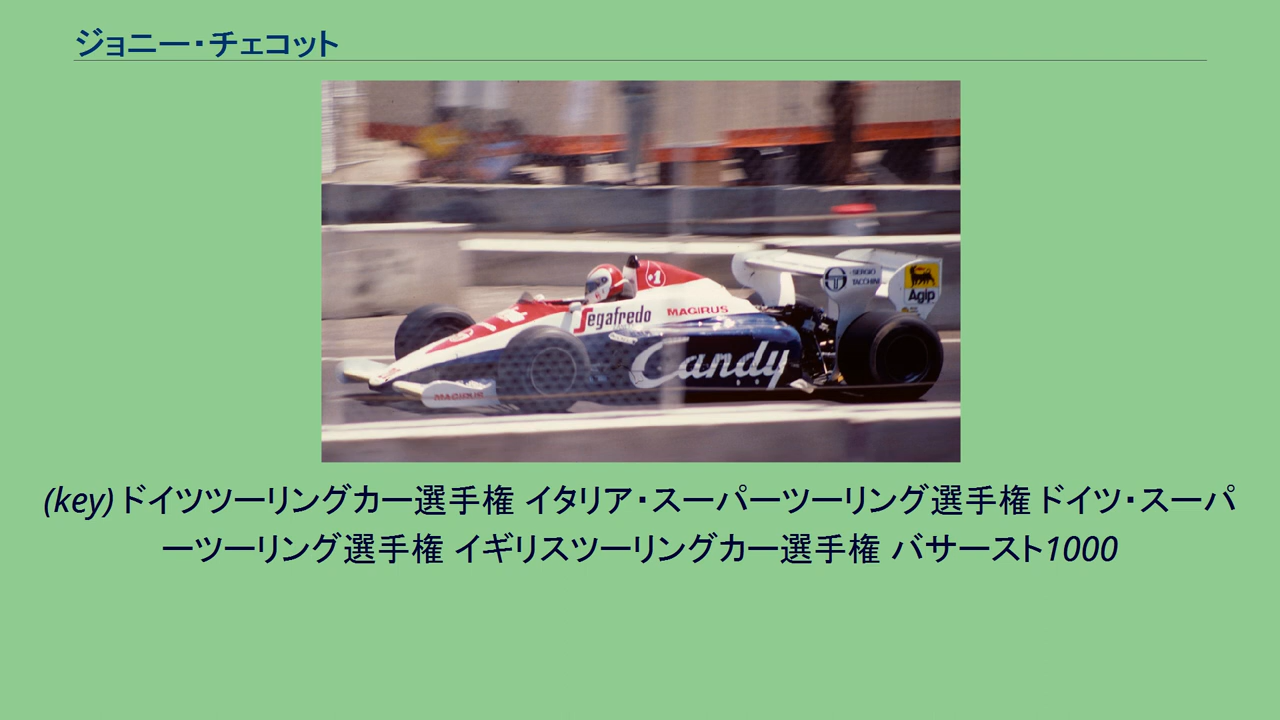 ジョニー・チェコット
1
SERGIO
TACCHINI
Agip
Segafredo
MAGIRUS
Candy
MAGIRUS
(key) ドイツツーリングカー選手権 イタリア・スーパーツーリング選手権 ドイツ・スーパ
ーツーリング選手権 イギリスツーリングカー選手権 バサースト1000